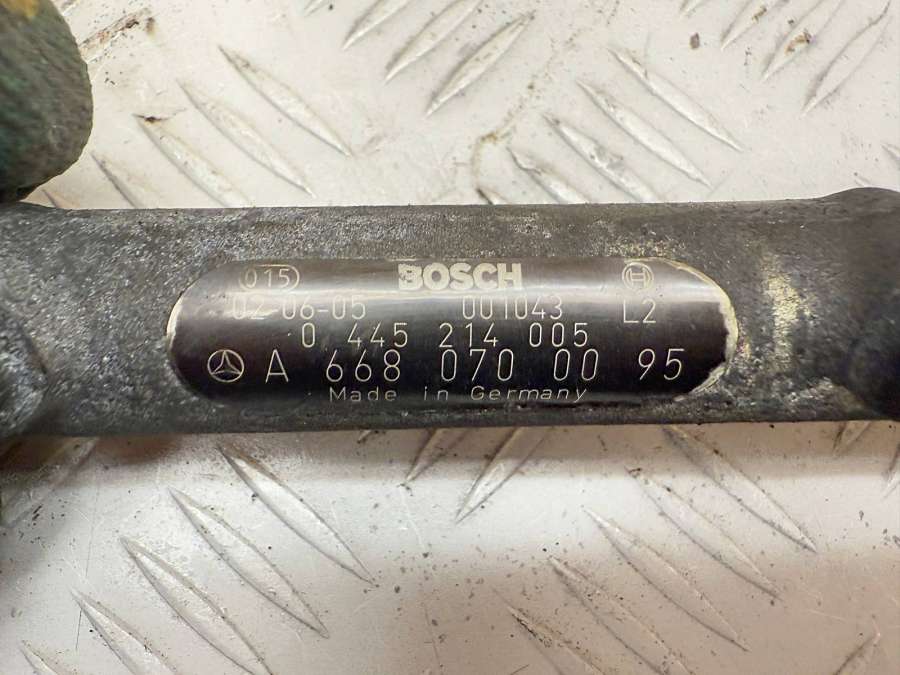 015 BOSCH
02-06-05 001043 L2
0 445 214 005
A 668 070 00 95
Made in Germany